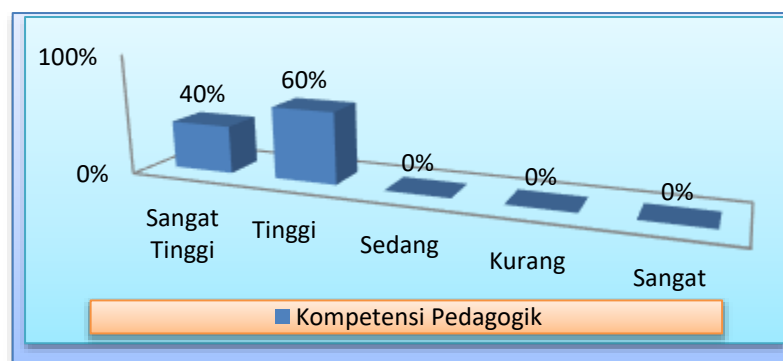 100%
0%
40%
60%
0%
0%
0%
Sangat
Tinggi
Tinggi
Sedang
Kurang
Sangat
Kompetensi Pedagogik